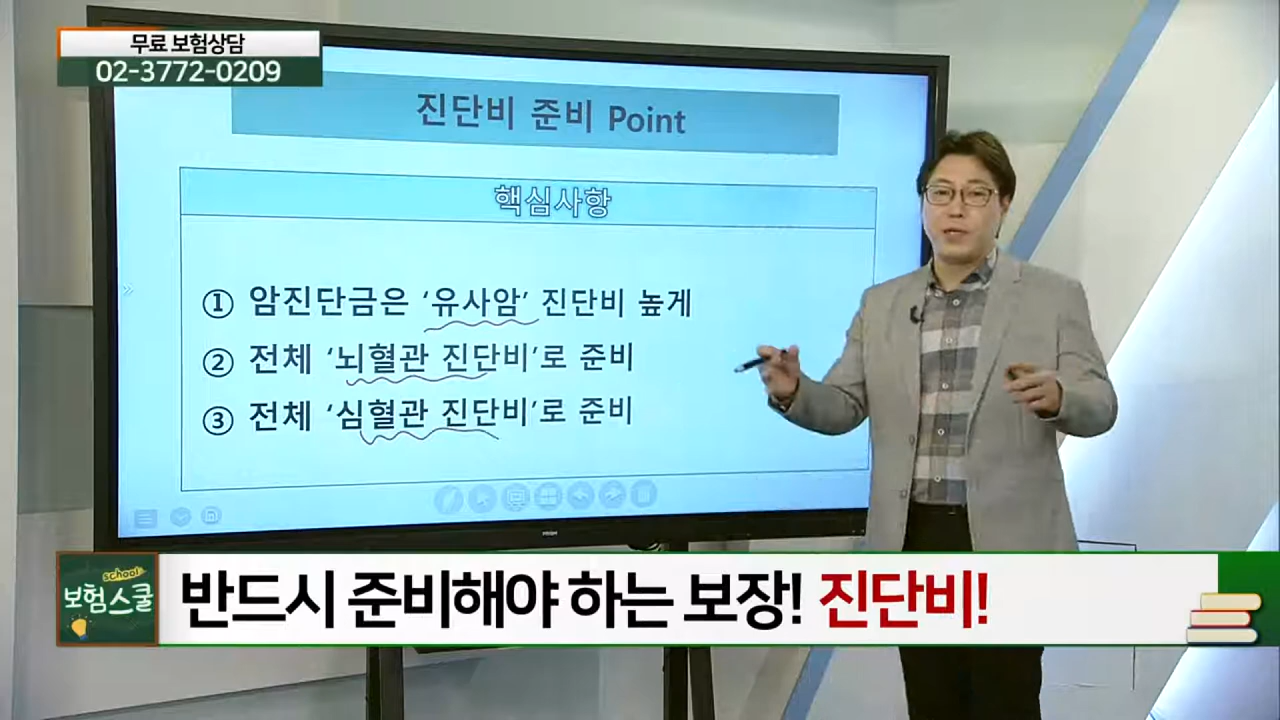 무료 보험상담
02-3772-0209
진단비 준비 Point
핵심사항
① 암진단금은 ‘유사암’ 진단비 높게
② 전체 ‘뇌혈관 진단비’로 준비
③ 전체 ‘심혈관 진단비’로 준비
school
보험스쿨
반드시 준비해야 하는 보장! 진단비!